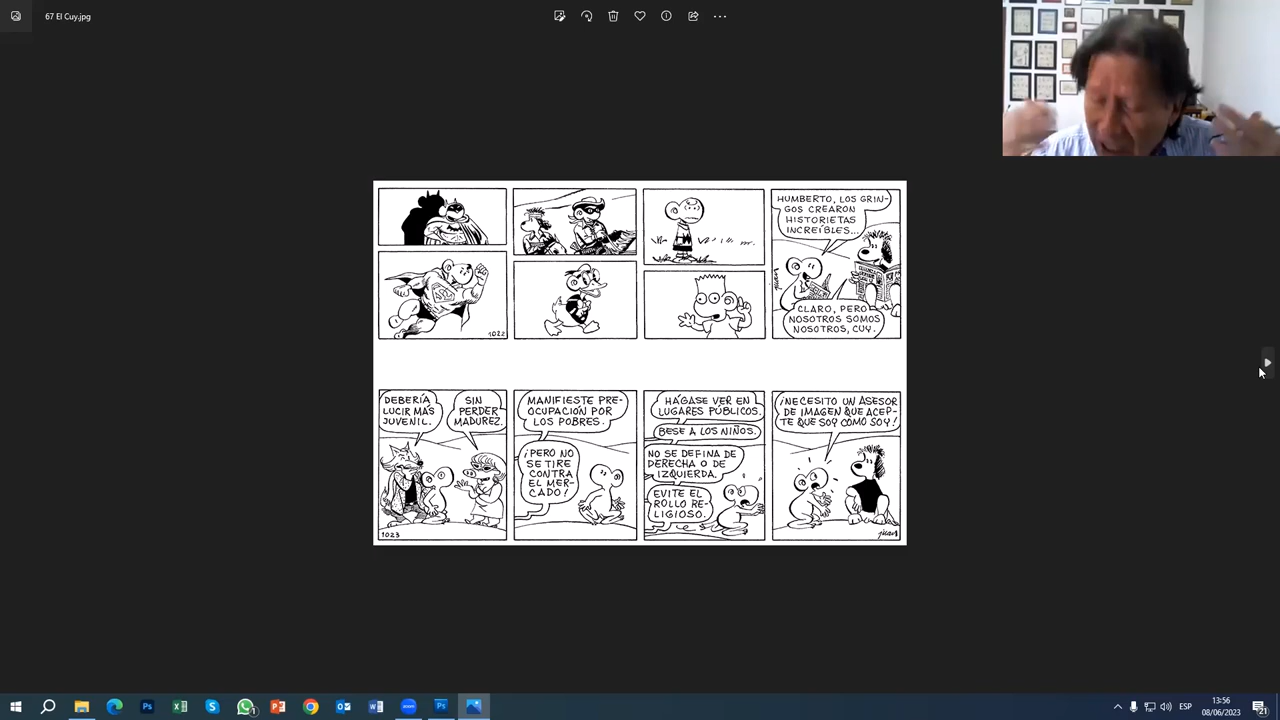 67 El Cuy.jpg
1022
HUMBERTO, LOS GRIN-
GOS CREARON
HISTORIETAS
INCREÍBLES...
CLARO, PERO
NOSOTROS SOMOS
NOSOTROS, CUY.
DEBERÍA
LUCIR MÁS
JUVENIL.
SIN
PERDER
MADUREZ.
1023
MANIFIESTE PRE-
OCUPACIÓN POR
LOS POBRES.
¡PERO NO
SE TIRE
CONTRA
EL MER-
CADO!
HÁGASE VER EN
LUGARES PÚBLICOS.
BESE A LOS NIÑOS.
NO SE DEFINA DE
DERECHA O DE
IZQUIERDA.
EVITE EL
ROLLO RE-
LIGIOSO.
¡NECESITO UN ASESOR
DE IMAGEN QUE ACEP-
TE QUE SOY COMO SOY!
ESP
13:56
08/06/2023
21